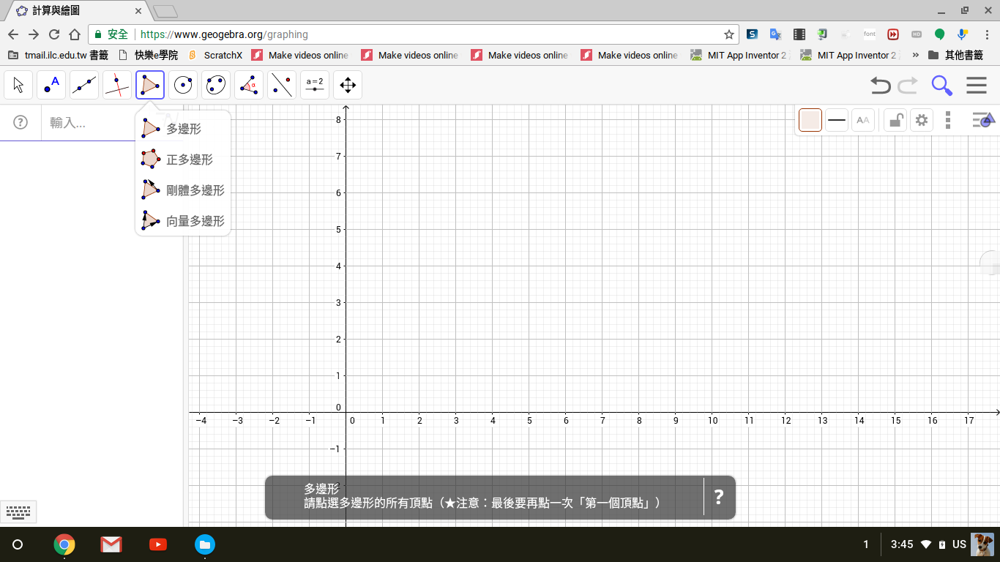 計算與繪圖
安全 https://www.geogebra.org/graphing
font HD
tmail.ilc.edu.tw 書籤 快樂e學院 ScratchX Make videos online Make videos online Make videos online Make videos online MIT App Inventor 2 MIT App Inventor 2 » 其他書籤
A α a=2
? 輸入...
AA
多邊形
正多邊形
剛體多邊形
向量多邊形
8
7
6
5
4
3
2
1
0
−4 −3 −2 −1 0 1 2 3 4 5 6 7 8 9 10 11 12 13 14 15 16 17
−1
多邊形
請點選多邊形的所有頂點（★注意：最後要再點一次「第一個頂點」）
?
1 3:45 US